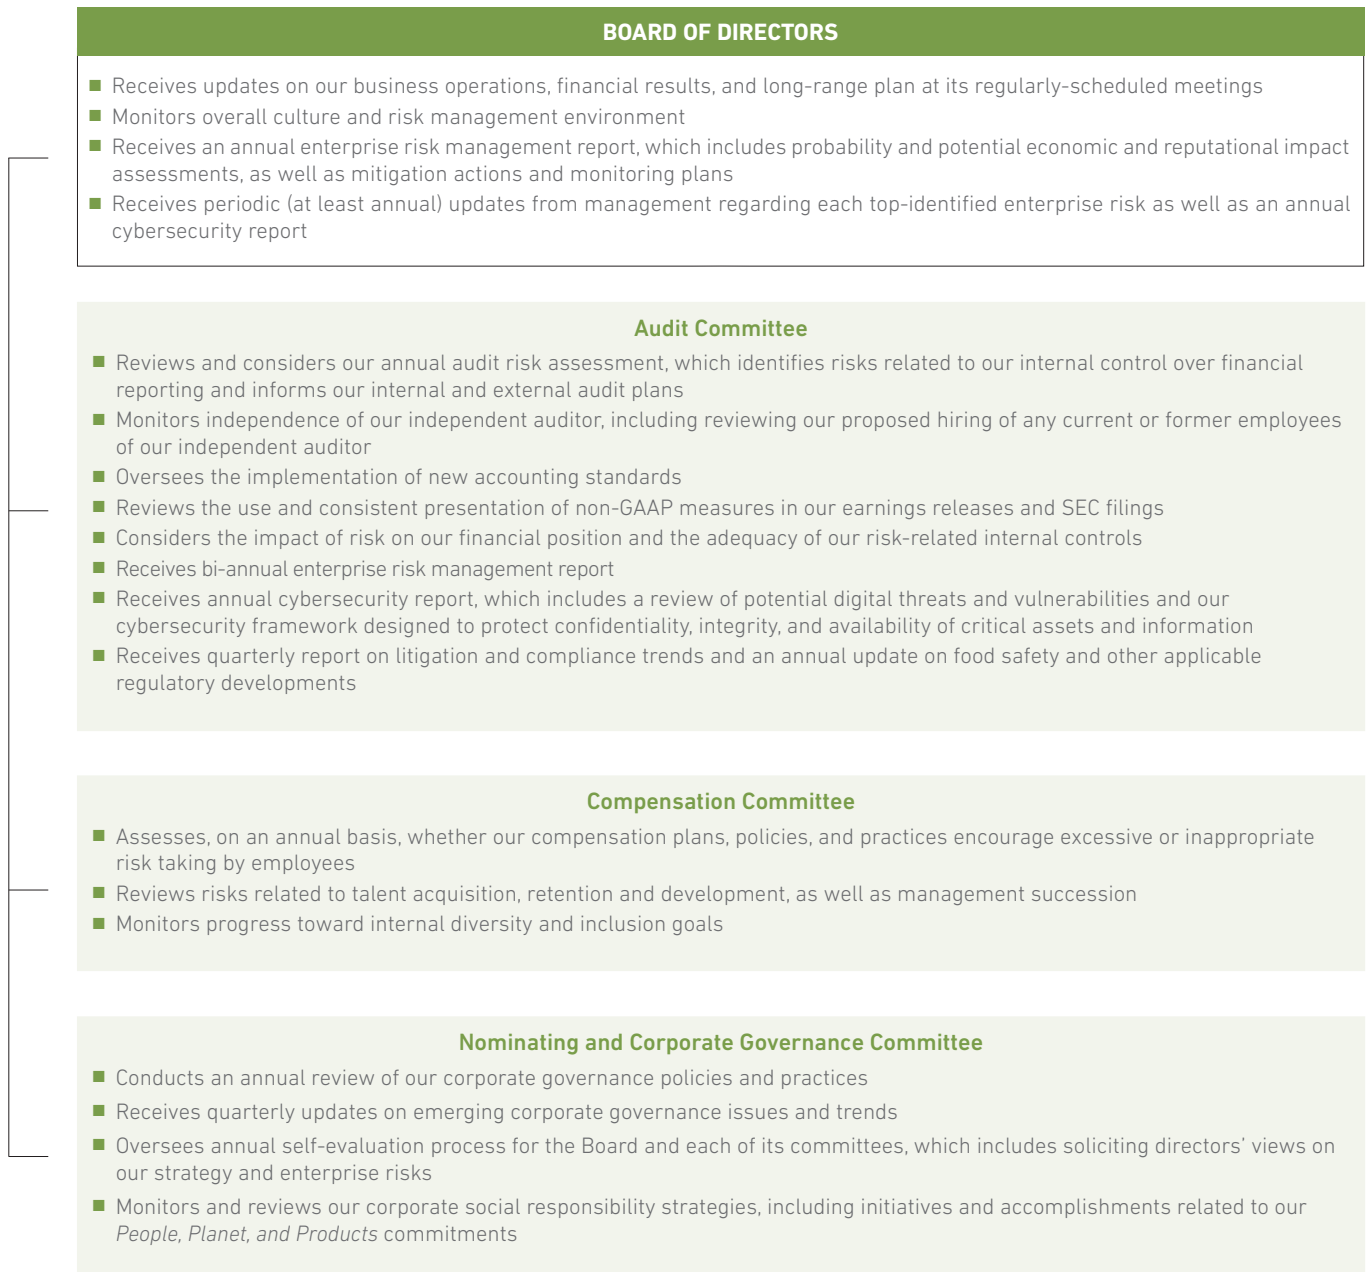 BOARD OF DIRECTORS
■ Receives updates on our business operations, financial results, and long-range plan at its regularly-scheduled meetings
■ Monitors overall culture and risk management environment
■ Receives an annual enterprise risk management report, which includes probability and potential economic and reputational impact
assessments, as well as mitigation actions and monitoring plans
■ Receives periodic (at least annual) updates from management regarding each top-identified enterprise risk as well as an annual
cybersecurity report
Audit Committee
■ Reviews and considers our annual audit risk assessment, which identifies risks related to our internal control over financial
reporting and informs our internal and external audit plans
■ Monitors independence of our independent auditor, including reviewing our proposed hiring of any current or former employees
of our independent auditor
■ Oversees the implementation of new accounting standards
■ Reviews the use and consistent presentation of non-GAAP measures in our earnings releases and SEC filings
■ Considers the impact of risk on our financial position and the adequacy of our risk-related internal controls
■ Receives bi-annual enterprise risk management report
■ Receives annual cybersecurity report, which includes a review of potential digital threats and vulnerabilities and our
cybersecurity framework designed to protect confidentiality, integrity, and availability of critical assets and information
■ Receives quarterly report on litigation and compliance trends and an annual update on food safety and other applicable
regulatory developments
Compensation Committee
■ Assesses, on an annual basis, whether our compensation plans, policies, and practices encourage excessive or inappropriate
risk taking by employees
■ Reviews risks related to talent acquisition, retention and development, as well as management succession
■ Monitors progress toward internal diversity and inclusion goals
Nominating and Corporate Governance Committee
■ Conducts an annual review of our corporate governance policies and practices
■ Receives quarterly updates on emerging corporate governance issues and trends
■ Oversees annual self-evaluation process for the Board and each of its committees, which includes soliciting directors’ views on
our strategy and enterprise risks
■ Monitors and reviews our corporate social responsibility strategies, including initiatives and accomplishments related to our
People, Planet, and Products commitments